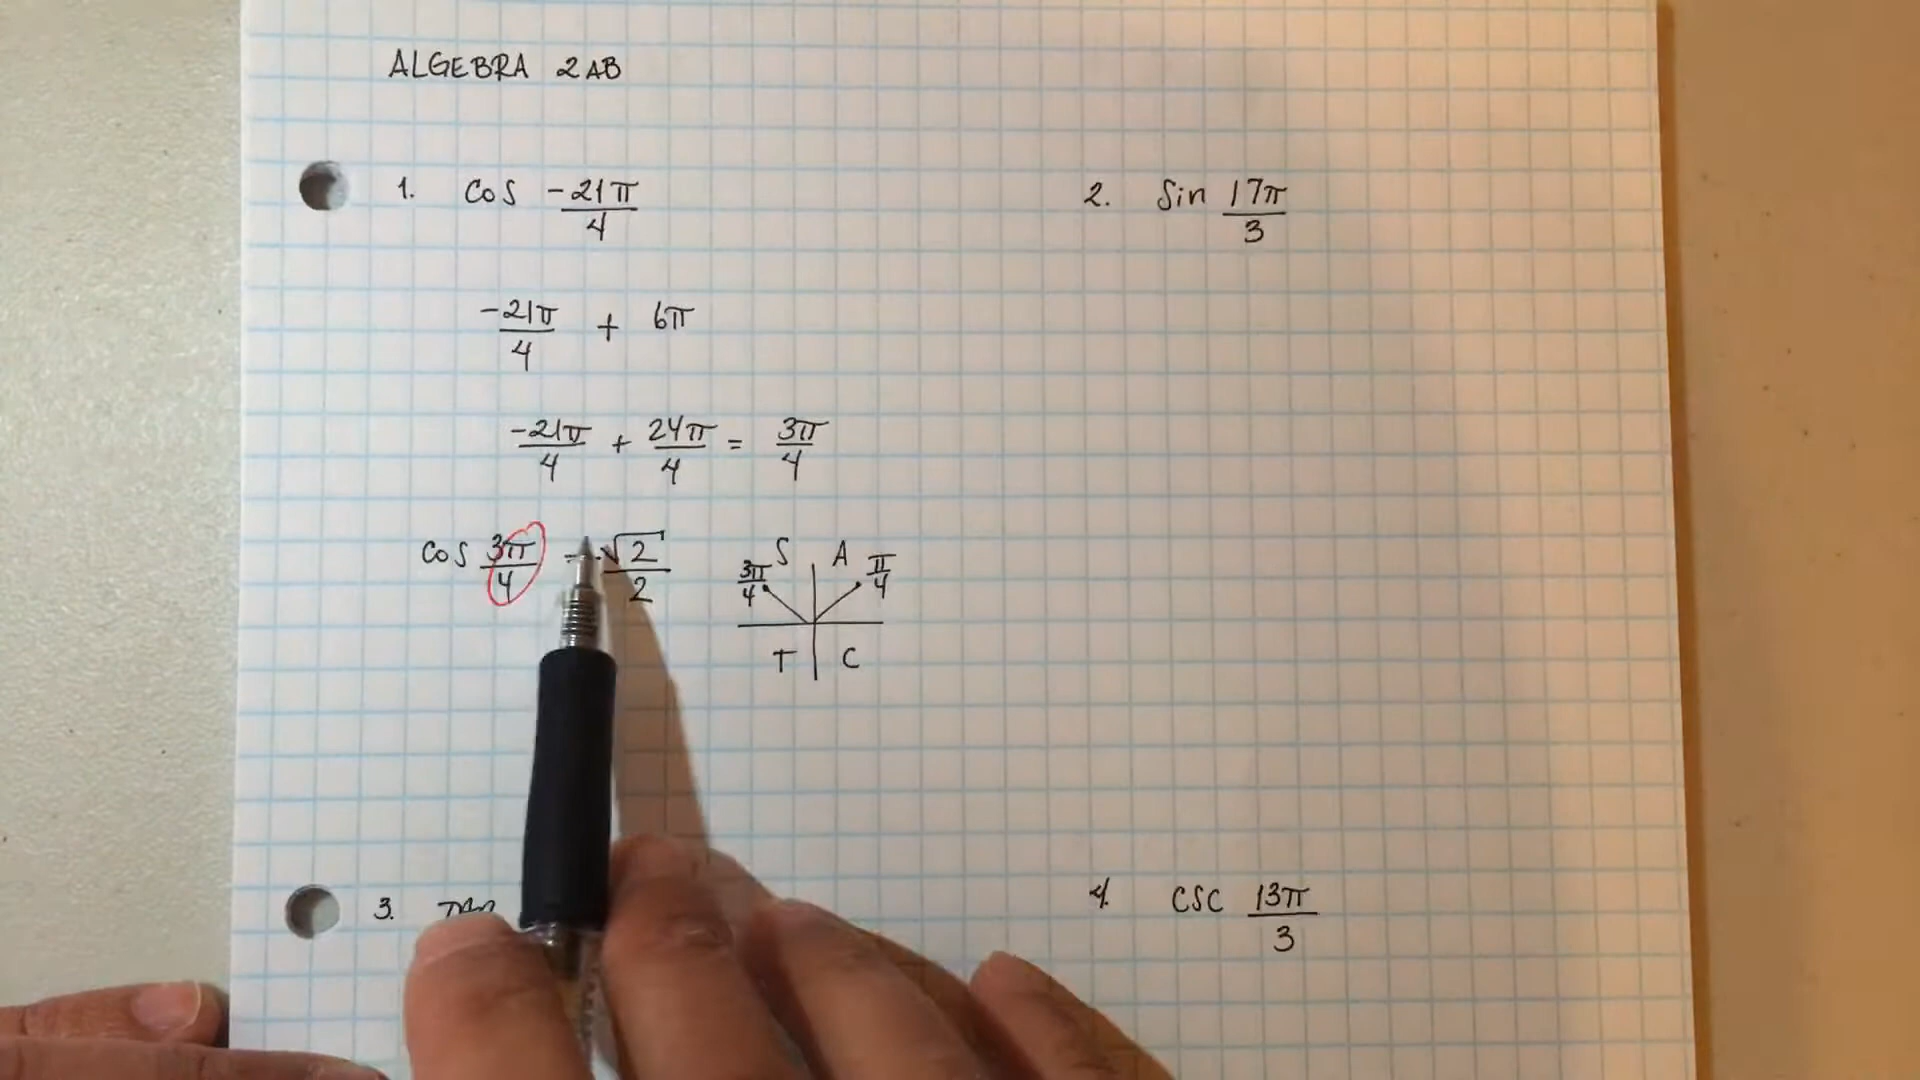 ALGEBRA 2AB
1. cos -21π/4
2. sin 17π/3
-21π/4 + 6π
-21π/4 + 24π/4 = 3π/4
cos 3π/4 √2/2
S A
3π/4 π/4
T C
3.
4. csc 13π/3